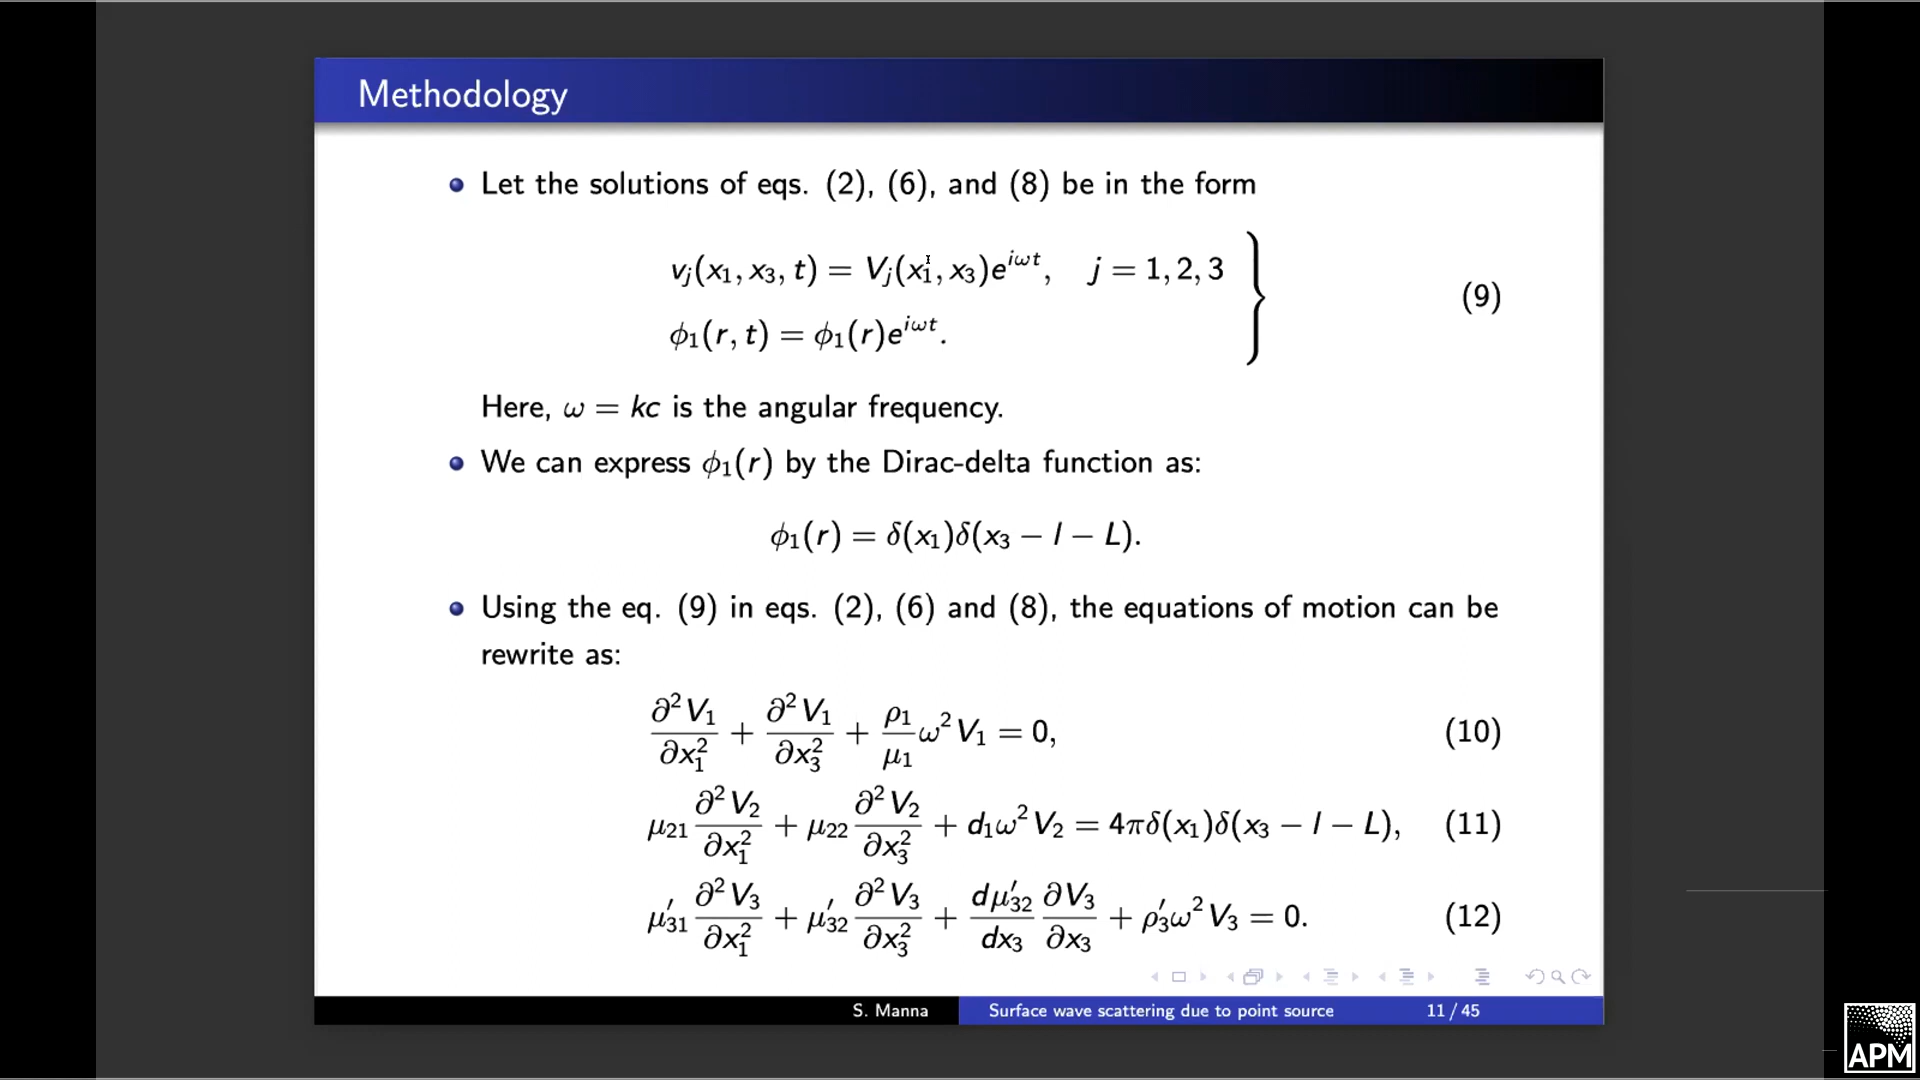 Methodology
Let the solutions of eqs. (2), (6), and (8) be in the form
vⱼ(x₁, x₃, t) = Vⱼ(x₁, x₃)e^{iωt}, j = 1, 2, 3
(9)
ϕ₁(r, t) = ϕ₁(r)e^{iωt}.
Here, ω = kc is the angular frequency.
We can express ϕ₁(r) by the Dirac-delta function as:
ϕ₁(r) = δ(x₁)δ(x₃ − l − L).
Using the eq. (9) in eqs. (2), (6) and (8), the equations of motion can be
rewrite as:
∂²V₁/∂x₁² + ∂²V₁/∂x₃² + ρ₁/μ₁ ω²V₁ = 0, (10)
μ₂₁ ∂²V₂/∂x₁² + μ₂₂ ∂²V₂/∂x₃² + d₁ω²V₂ = 4πδ(x₁)δ(x₃ − l − L), (11)
μ′₃₁ ∂²V₃/∂x₁² + μ′₃₂ ∂²V₃/∂x₃² + dμ′₃₂/dx₃ ∂V₃/∂x₃ + ρ′₃ω²V₃ = 0. (12)
S. Manna Surface wave scattering due to point source 11 / 45
APM